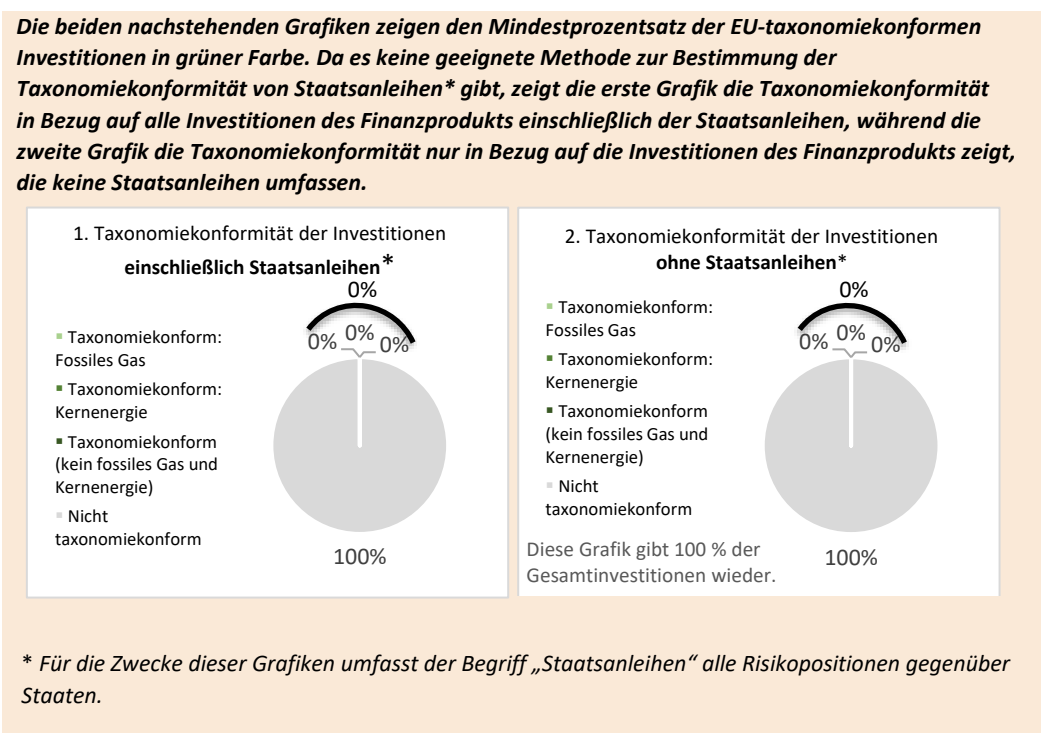 Die beiden nachstehenden Grafiken zeigen den Mindestprozentsatz der EU-taxonomiekonformen
Investitionen in grüner Farbe. Da es keine geeignete Methode zur Bestimmung der
Taxonomiekonformität von Staatsanleihen* gibt, zeigt die erste Grafik die Taxonomiekonformität
in Bezug auf alle Investitionen des Finanzprodukts einschließlich der Staatsanleihen, während die
zweite Grafik die Taxonomiekonformität nur in Bezug auf die Investitionen des Finanzprodukts zeigt,
die keine Staatsanleihen umfassen.
1. Taxonomiekonformität der Investitionen
einschließlich Staatsanleihen*
0%
0% 0% 0%
Taxonomiekonform:
Fossiles Gas
Taxonomiekonform:
Kernenergie
Taxonomiekonform
(kein fossiles Gas und
Kernenergie)
Nicht
taxonomiekonform
100%
2. Taxonomiekonformität der Investitionen
ohne Staatsanleihen*
0%
0% 0% 0%
Taxonomiekonform:
Fossiles Gas
Taxonomiekonform:
Kernenergie
Taxonomiekonform
(kein fossiles Gas und
Kernenergie)
Nicht
taxonomiekonform
100%
Diese Grafik gibt 100 % der
Gesamtinvestitionen wieder.
* Für die Zwecke dieser Grafiken umfasst der Begriff „Staatsanleihen“ alle Risikopositionen gegenüber
Staaten.